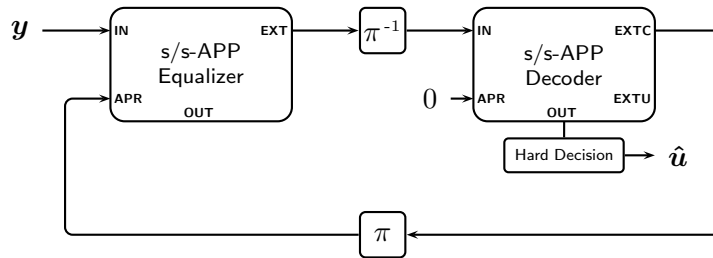 y
IN
EXT
s/s-APP
Equalizer
APR
OUT
π⁻¹
IN
EXTC
s/s-APP
Decoder
0
APR
EXTU
OUT
Hard Decision
û
π